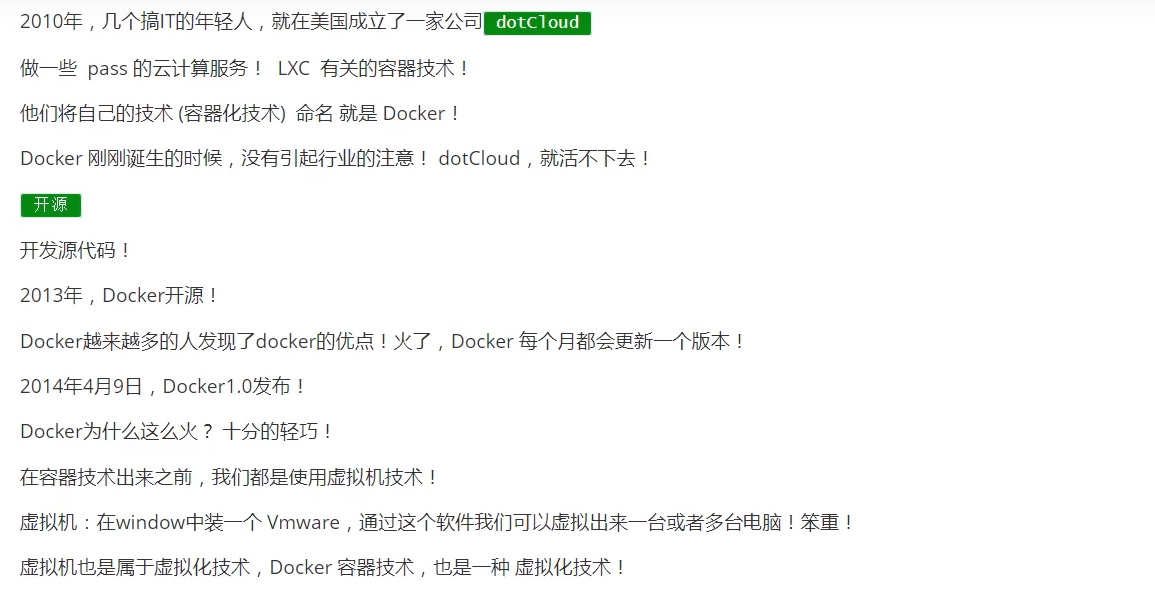 2010年，几个搞IT的年轻人，就在美国成立了一家公司 dotCloud
做一些 pass 的云计算服务！ LXC 有关的容器技术！
他们将自己的技术 (容器化技术) 命名 就是 Docker！
Docker 刚刚诞生的时候，没有引起行业的注意！ dotCloud，就活不下去！
开源
开发源代码！
2013年，Docker开源！
Docker越来越多的人发现了docker的优点！火了，Docker 每个月都会更新一个版本！
2014年4月9日，Docker1.0发布！
Docker为什么这么火？ 十分的轻巧！
在容器技术出来之前，我们都是使用虚拟机技术！
虚拟机：在window中装一个 Vmware，通过这个软件我们可以虚拟出来一台或者多台电脑！笨重！
虚拟机也是属于虚拟化技术，Docker 容器技术，也是一种 虚拟化技术！